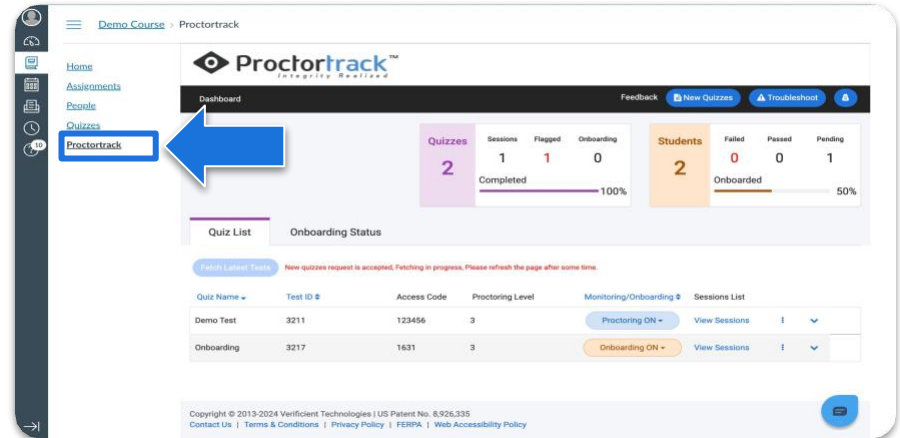 Demo Course > Proctortrack
10
Home
Assignments
People
Quizzes
Proctortrack
Proctortrack™
Integrity Realized
Dashboard
Feedback
New Quizzes
Troubleshoot
Quizzes
2
Sessions Flagged Onboarding
1 1 0
Completed
100%
Students
2
Failed Passed Pending
0 0 1
Onboarded
50%
Quiz List
Onboarding Status
Fetch Latest Tests
New quizzes request is accepted, Fetching in progress, Please refresh the page after some time.
Quiz Name Test ID Access Code Proctoring Level Monitoring/Onboarding Sessions List
Demo Test 3211 123456 3 Proctoring ON View Sessions
Onboarding 3217 1631 3 Onboarding ON View Sessions
Copyright © 2013-2024 Verificient Technologies | US Patent No. 8,926,335
Contact Us | Terms & Conditions | Privacy Policy | FERPA | Web Accessibility Policy